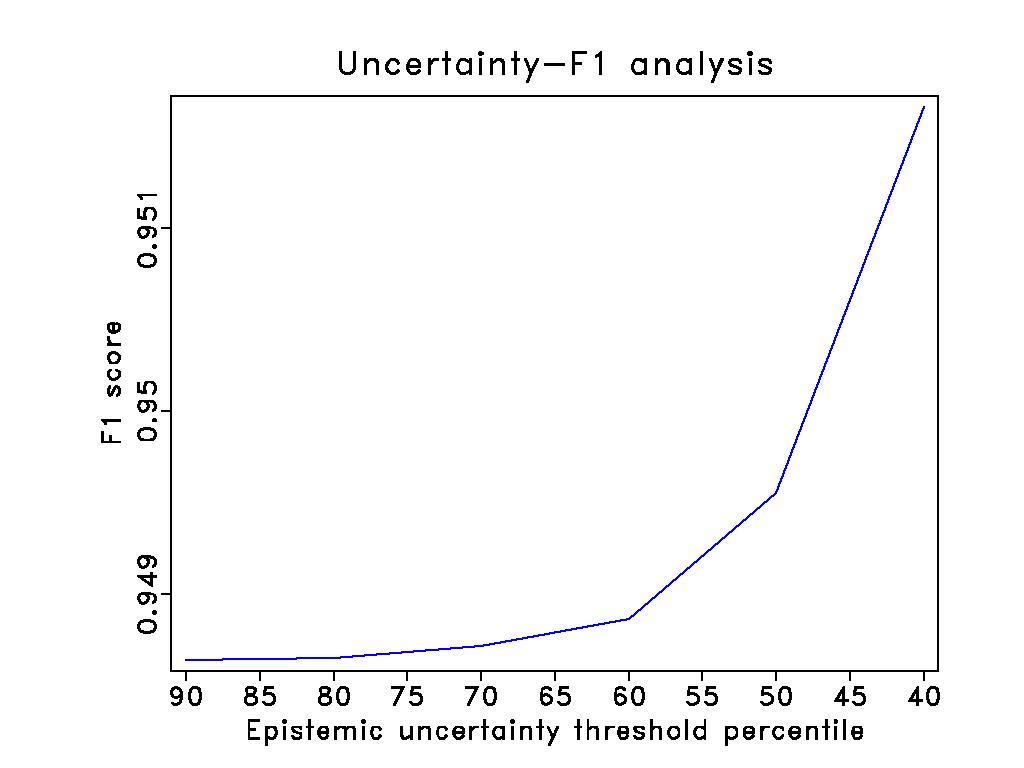 Uncertainty−F1 analysis
F1 score
0.951
0.95
0.949
90 85 80 75 70 65 60 55 50 45 40
Epistemic uncertainty threshold percentile